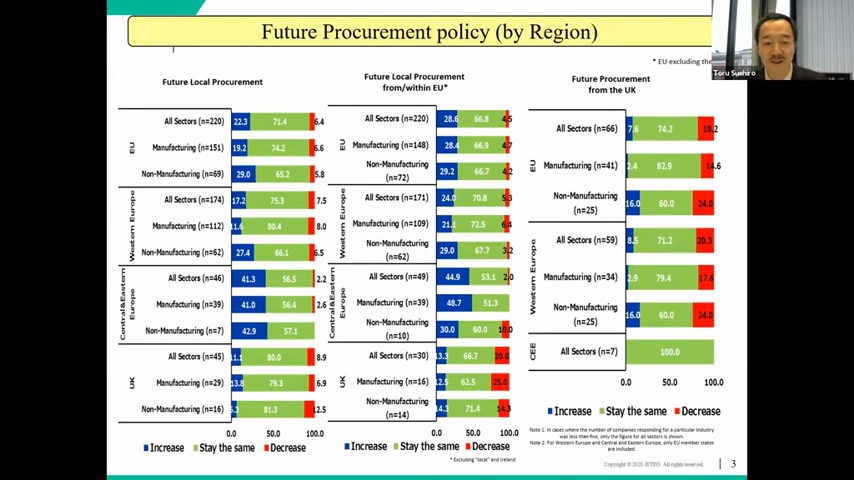 Future Procurement policy (by Region)
* EU excluding the
Toru Suehiro
Future Local Procurement
EU
All Sectors (n=220) 22.3 71.4 6.4
Manufacturing (n=151) 19.2 74.2 6.6
Non-Manufacturing (n=69) 29.0 65.2 5.8
Western Europe
All Sectors (n=174) 17.2 75.3 7.5
Manufacturing (n=112) 11.6 80.4 8.0
Non-Manufacturing (n=62) 27.4 66.1 6.5
Central&Eastern Europe
All Sectors (n=46) 41.3 56.5 2.2
Manufacturing (n=39) 41.0 56.4 2.6
Non-Manufacturing (n=7) 42.9 57.1
UK
All Sectors (n=45) 11.1 80.0 8.9
Manufacturing (n=29) 13.8 79.3 6.9
Non-Manufacturing (n=16) 6.3 81.3 12.5
0.0 50.0 100.0
Increase Stay the same Decrease
Future Local Procurement
from/within EU*
EU
All Sectors (n=220) 28.6 66.8 4.5
Manufacturing (n=148) 28.4 66.9 4.7
Non-Manufacturing
(n=72) 29.2 66.7 4.2
Western Europe
All Sectors (n=171) 24.0 70.8 5.3
Manufacturing (n=109) 21.1 72.5 6.4
Non-Manufacturing
(n=62) 29.0 67.7 3.2
Central&Eastern Europe
All Sectors (n=49) 44.9 53.1 2.0
Manufacturing (n=39) 48.7 51.3
Non-Manufacturing
(n=10) 30.0 60.0 10.0
UK
All Sectors (n=30) 13.3 66.7 20.0
Manufacturing (n=16) 12.5 62.5 25.0
Non-Manufacturing
(n=14) 14.3 71.4 14.3
0.0 50.0 100.0
Increase Stay the same Decrease
* Excluding "local" and Ireland
Future Procurement
from the UK
EU
All Sectors (n=66) 7.6 74.2 18.2
Manufacturing (n=41) 2.4 82.9 14.6
Non-Manufacturing
(n=25) 16.0 60.0 24.0
Western Europe
All Sectors (n=59) 8.5 71.2 20.3
Manufacturing (n=34) 2.9 79.4 17.6
Non-Manufacturing
(n=25) 16.0 60.0 24.0
CEE
All Sectors (n=7) 100.0
0.0 50.0 100.0
Increase Stay the same Decrease
Note 1: In cases where the number of companies responding for a particular industry
was less than five, only the figure for all sectors is shown.
Note 2: For Western Europe and Central and Eastern Europe, only EU member states
are included.
Copyright © 2020 JETRO. All rights reserved.
3